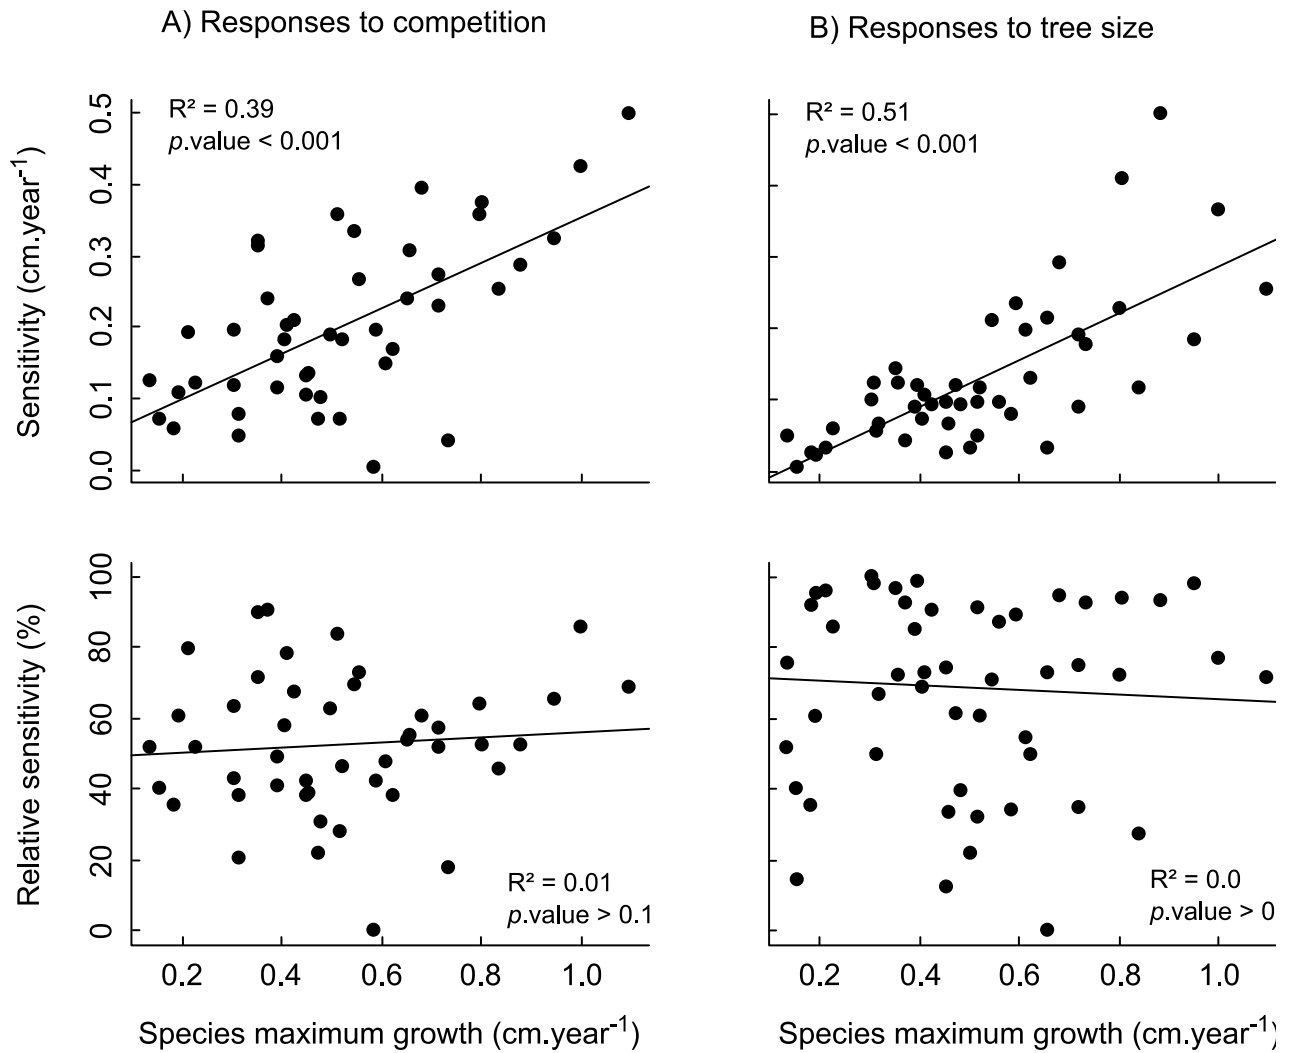 A) Responses to competition
B) Responses to tree size
R² = 0.39
p.value < 0.001
R² = 0.51
p.value < 0.001
Sensitivity (cm.year⁻¹)
0.5
0.4
0.3
0.2
0.1
0.0
Relative sensitivity (%)
100
80
60
40
20
0
R² = 0.01
p.value > 0.1
R² = 0.0
p.value > 0
0.2 0.4 0.6 0.8 1.0
0.2 0.4 0.6 0.8 1.0
Species maximum growth (cm.year⁻¹)
Species maximum growth (cm.year⁻¹)